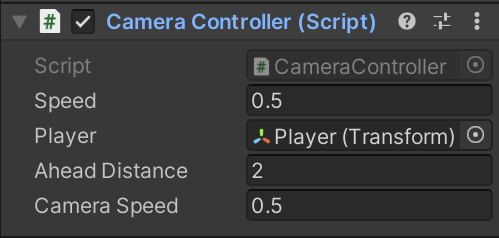 # Camera Controller (Script)
Script # CameraController
Speed 0.5
Player Player (Transform)
Ahead Distance 2
Camera Speed 0.5